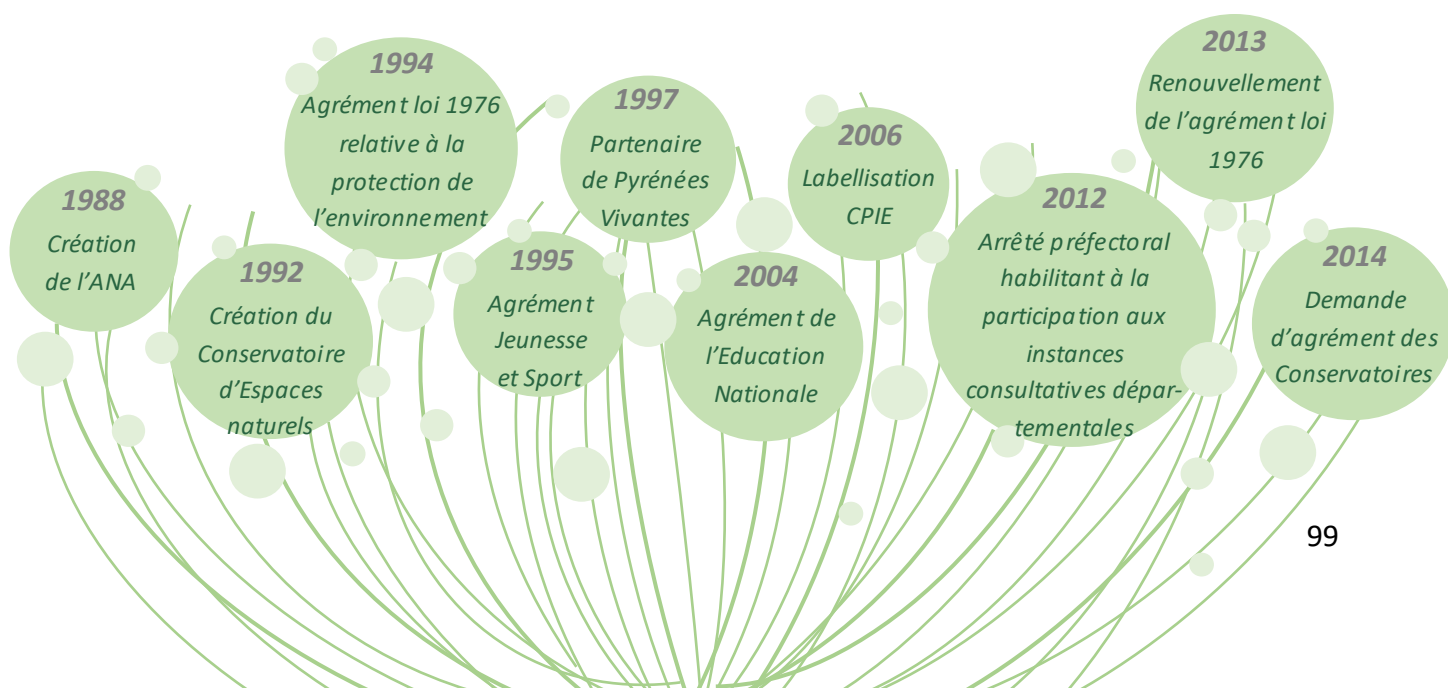 1988
Création
de l'ANA
1992
Création du
Conservatoire
d'Espaces
naturels
1994
Agrément loi 1976
relative à la
protection de
l'environnement
1995
Agrément
Jeunesse
et Sport
1997
Partenaire
de Pyrénées
Vivantes
2004
Agrément de
l'Education
Nationale
2006
Labellisation
CPIE
2012
Arrêté préfectoral
habilitant à la
participation aux
instances
consultatives dépar-
tementales
2013
Renouvellement
de l'agrément loi
1976
2014
Demande
d'agrément des
Conservatoires
99